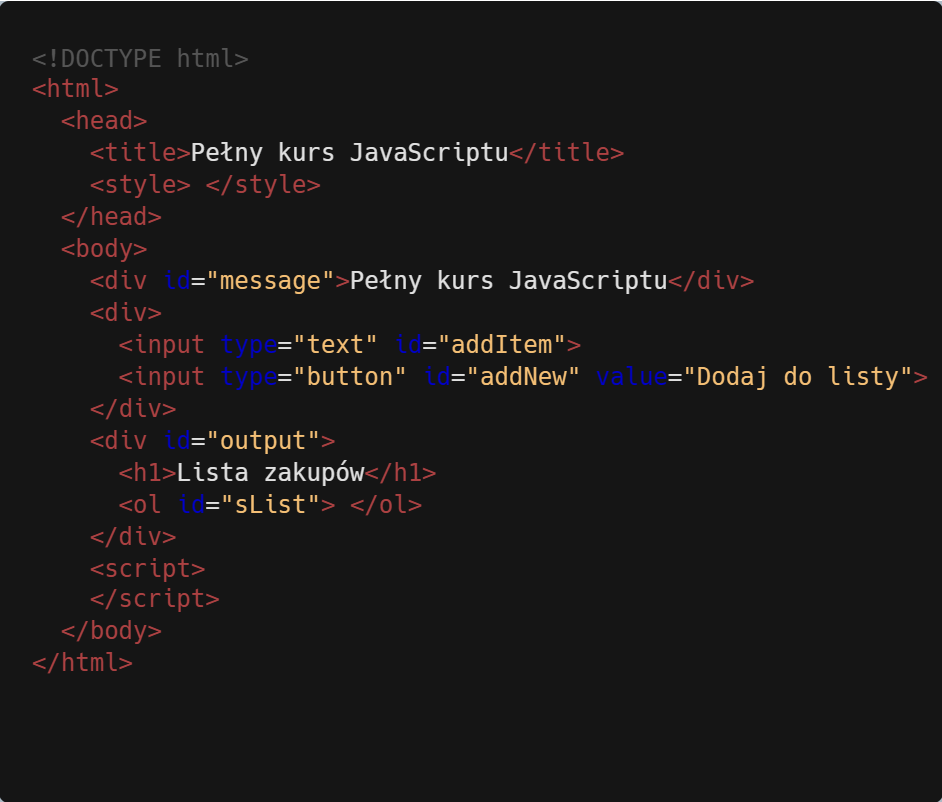 <!DOCTYPE html>
<html>
  <head>
    <title>Pełny kurs JavaScriptu</title>
    <style> </style>
  </head>
  <body>
    <div id="message">Pełny kurs JavaScriptu</div>
    <div>
      <input type="text" id="addItem">
      <input type="button" id="addNew" value="Dodaj do listy">
    </div>
    <div id="output">
      <h1>Lista zakupów</h1>
      <ol id="sList"> </ol>
    </div>
    <script>
    </script>
  </body>
</html>